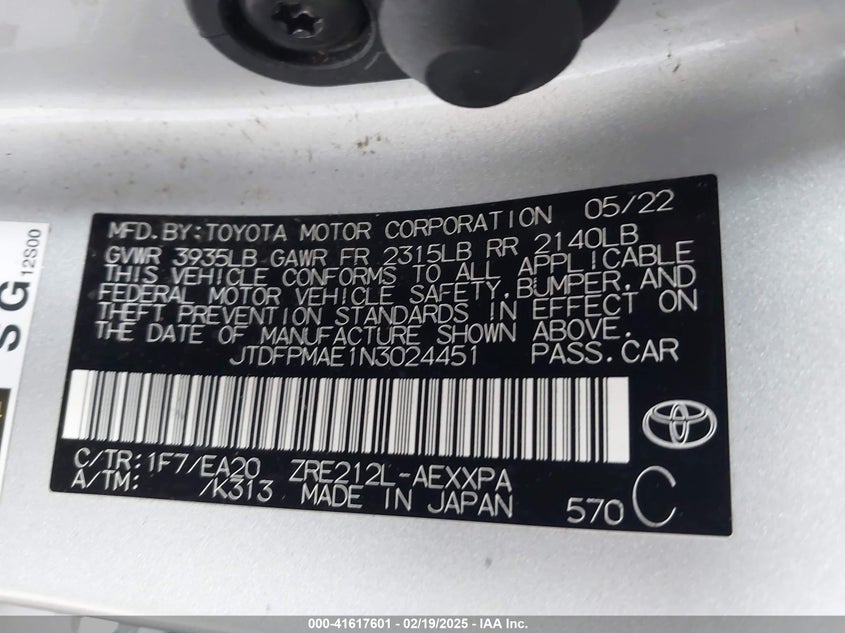 MFD.BY:TOYOTA MOTOR CORPORATION 05/22
GVWR 3935LB GAWR FR 2315LB RR 2140LB
THIS VEHICLE CONFORMS TO ALL APPLICABLE
FEDERAL MOTOR VEHICLE SAFETY,BUMPER,AND
THEFT PREVENTION STANDARDS IN EFFECT ON
THE DATE OF MANUFACTURE SHOWN ABOVE.
JTDFPMAE1N3024451 PASS.CAR
C/TR:1F7/EA20 ZRE212L-AEXXPA
A/TM: /K313 MADE IN JAPAN 570 C
SG
12S00
000-41617601 - 02/19/2025 - IAA Inc.